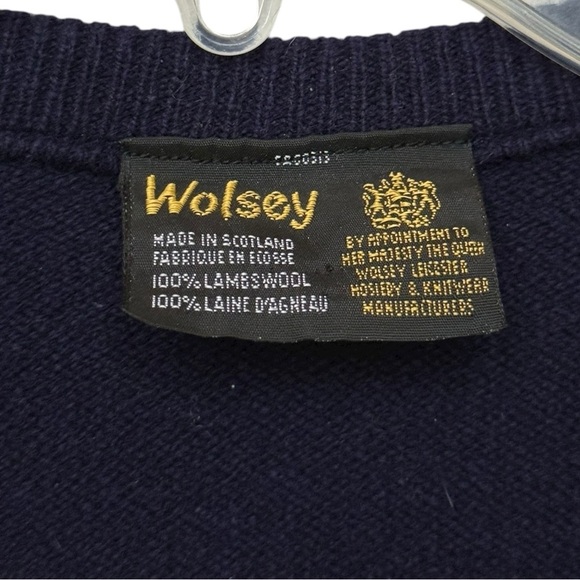 Wolsey
MADE IN SCOTLAND
FABRIQUE EN ECOSSE
100% LAMBSWOOL
100% LAINE D'AGNEAU
BY APPOINTMENT TO
HER MAJESTY THE QUEEN
WOLSEY LEICESTER
HOSIERY & KNITWEAR
MANUFACTURERS